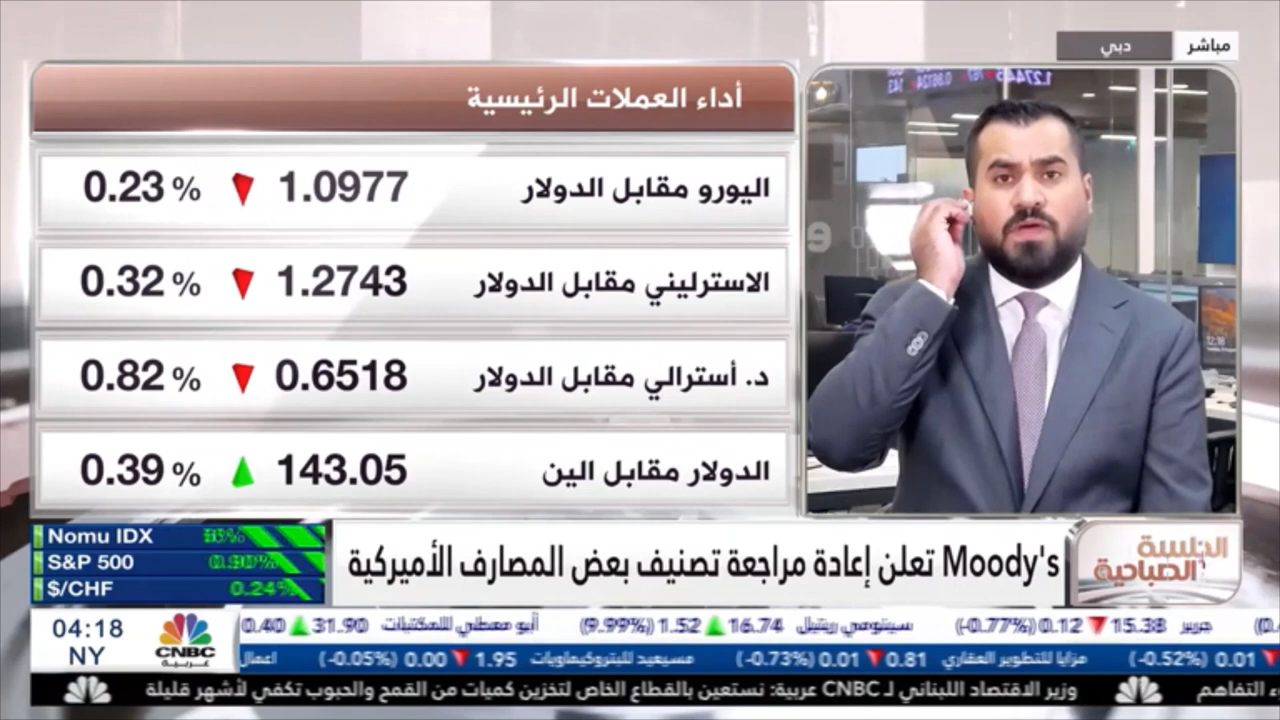 مباشر دبي
أداء العملات الرئيسية
اليورو مقابل الدولار 1.0977 ▼ 0.23 %
الاسترليني مقابل الدولار 1.2743 ▼ 0.32 %
د. أسترالي مقابل الدولار 0.6518 ▼ 0.82 %
الدولار مقابل الين 143.05 ▲ 0.39 %
الجلسة
الصباحية
Moody's تعلن إعادة مراجعة تصنيف بعض المصارف الأميركية
Nomu IDX
S&P 500 0.90%
$/CHF 0.24%
04:18
NY
CNBC
عربية
جرير 15.38 ▼ 0.12 (-0.77%) سينومي ريتيل 16.74 ▲ 1.52 (9.99%) أبو معطي للمكتبات 31.90 ▲ 0.40
0.01 (-0.52%) مزايا للتطوير العقاري 0.81 ▼ 0.01 (-0.73%) مسيعيد للبتروكيماويات 1.95 ▼ 0.00 (-0.05%) اعمال
ء التفاهم وزير الاقتصاد اللبناني لـ CNBC عربية: نستعين بالقطاع الخاص لتخزين كميات من القمح والحبوب تكفي لأشهر قليلة